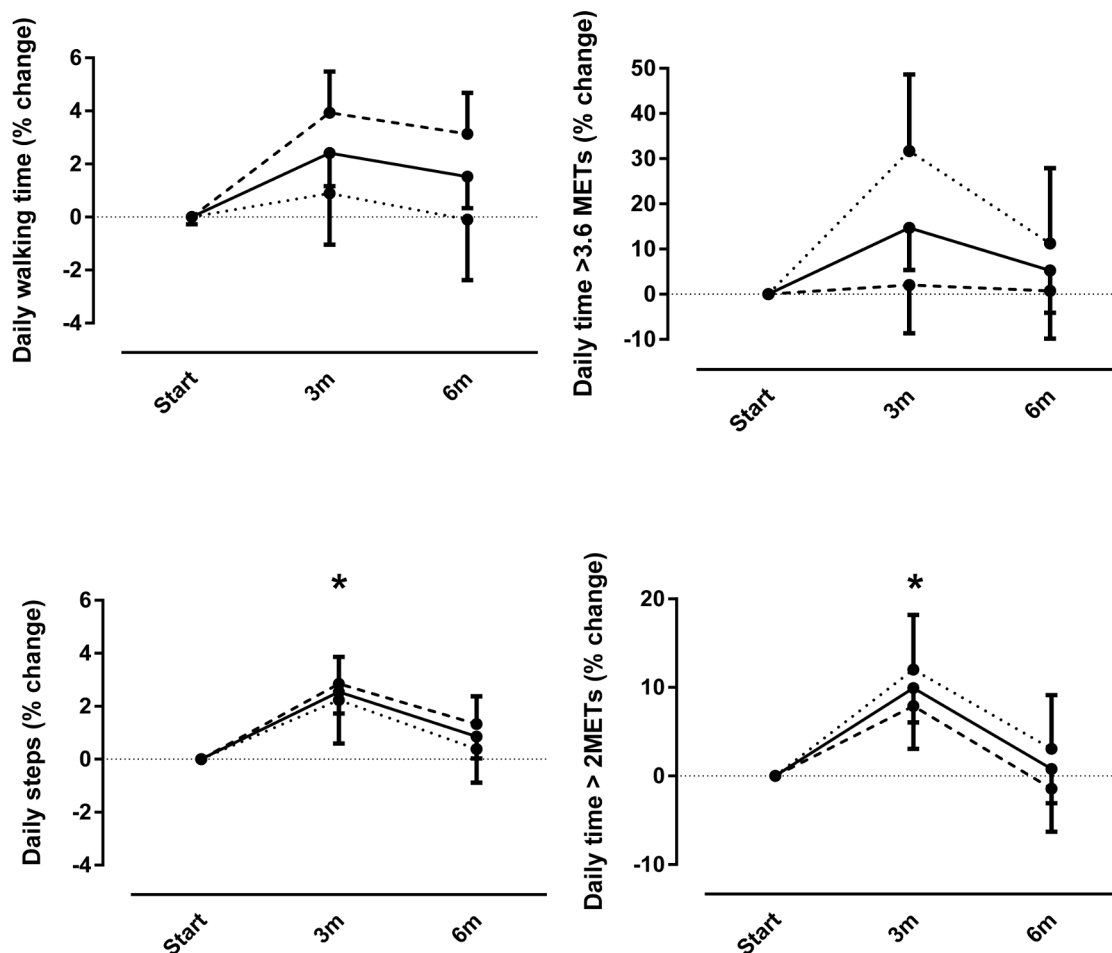 Daily walking time (% change)
6
4
2
0
-2
-4
Start
3m
6m
Daily time >3.6 METs (% change)
50
40
30
20
10
0
-10
Start
3m
6m
Daily steps (% change)
*
6
4
2
0
-2
-4
Start
3m
6m
Daily time > 2METs (% change)
*
20
10
0
-10
Start
3m
6m